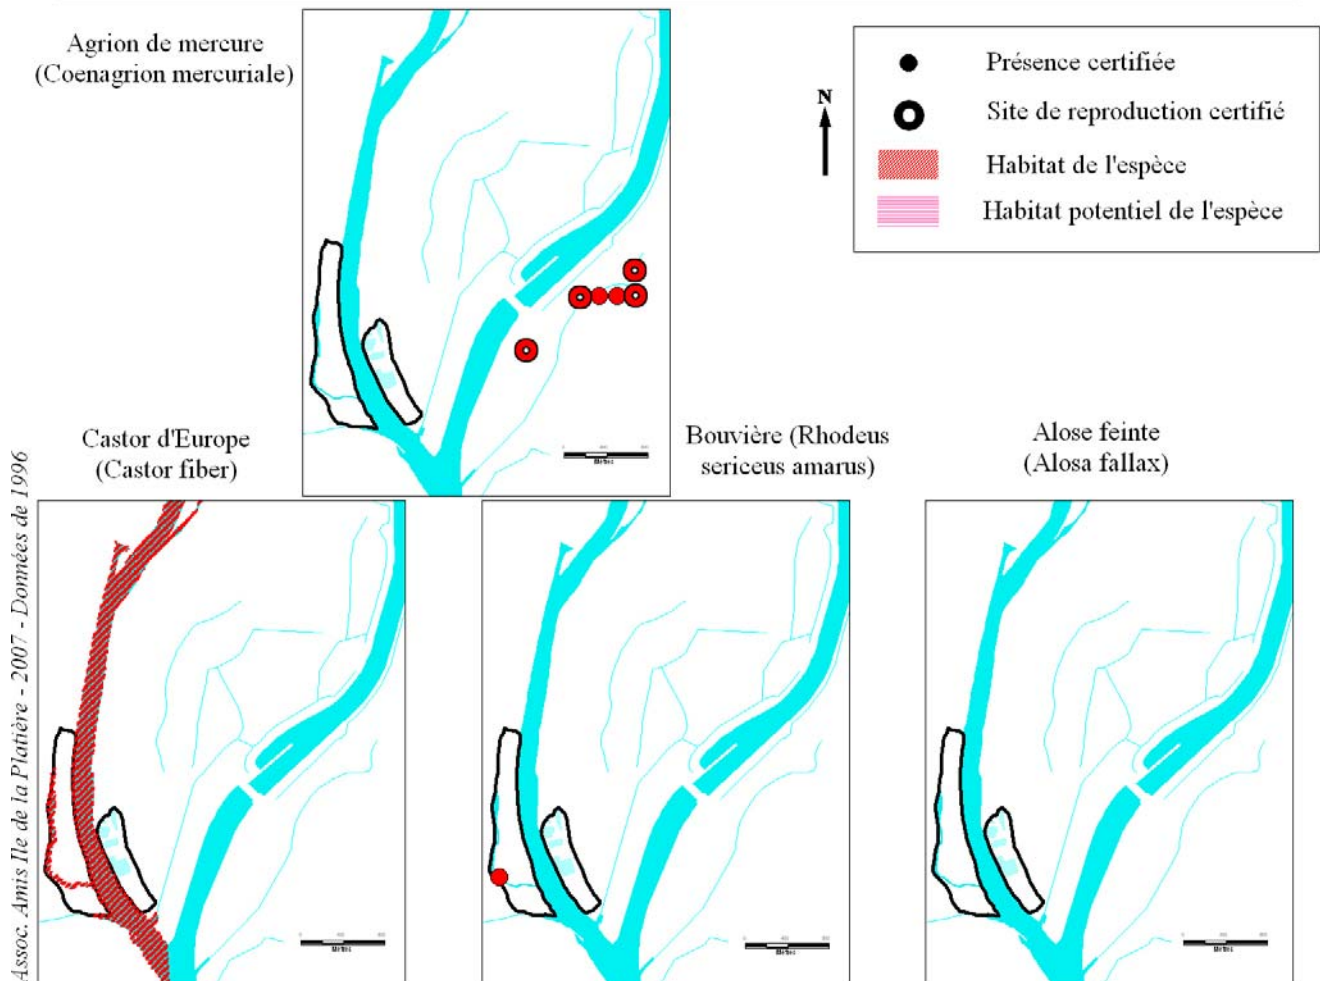 Agrion de mercure
(Coenagrion mercuriale)
N
Présence certifiée
Site de reproduction certifié
Habitat de l'espèce
Habitat potentiel de l'espèce
Castor d'Europe
(Castor fiber)
Bouvière (Rhodeus
sericeus amarus)
Alose feinte
(Alosa fallax)
Assoc. Amis Ile de la Platière - 2007 - Données de 1996